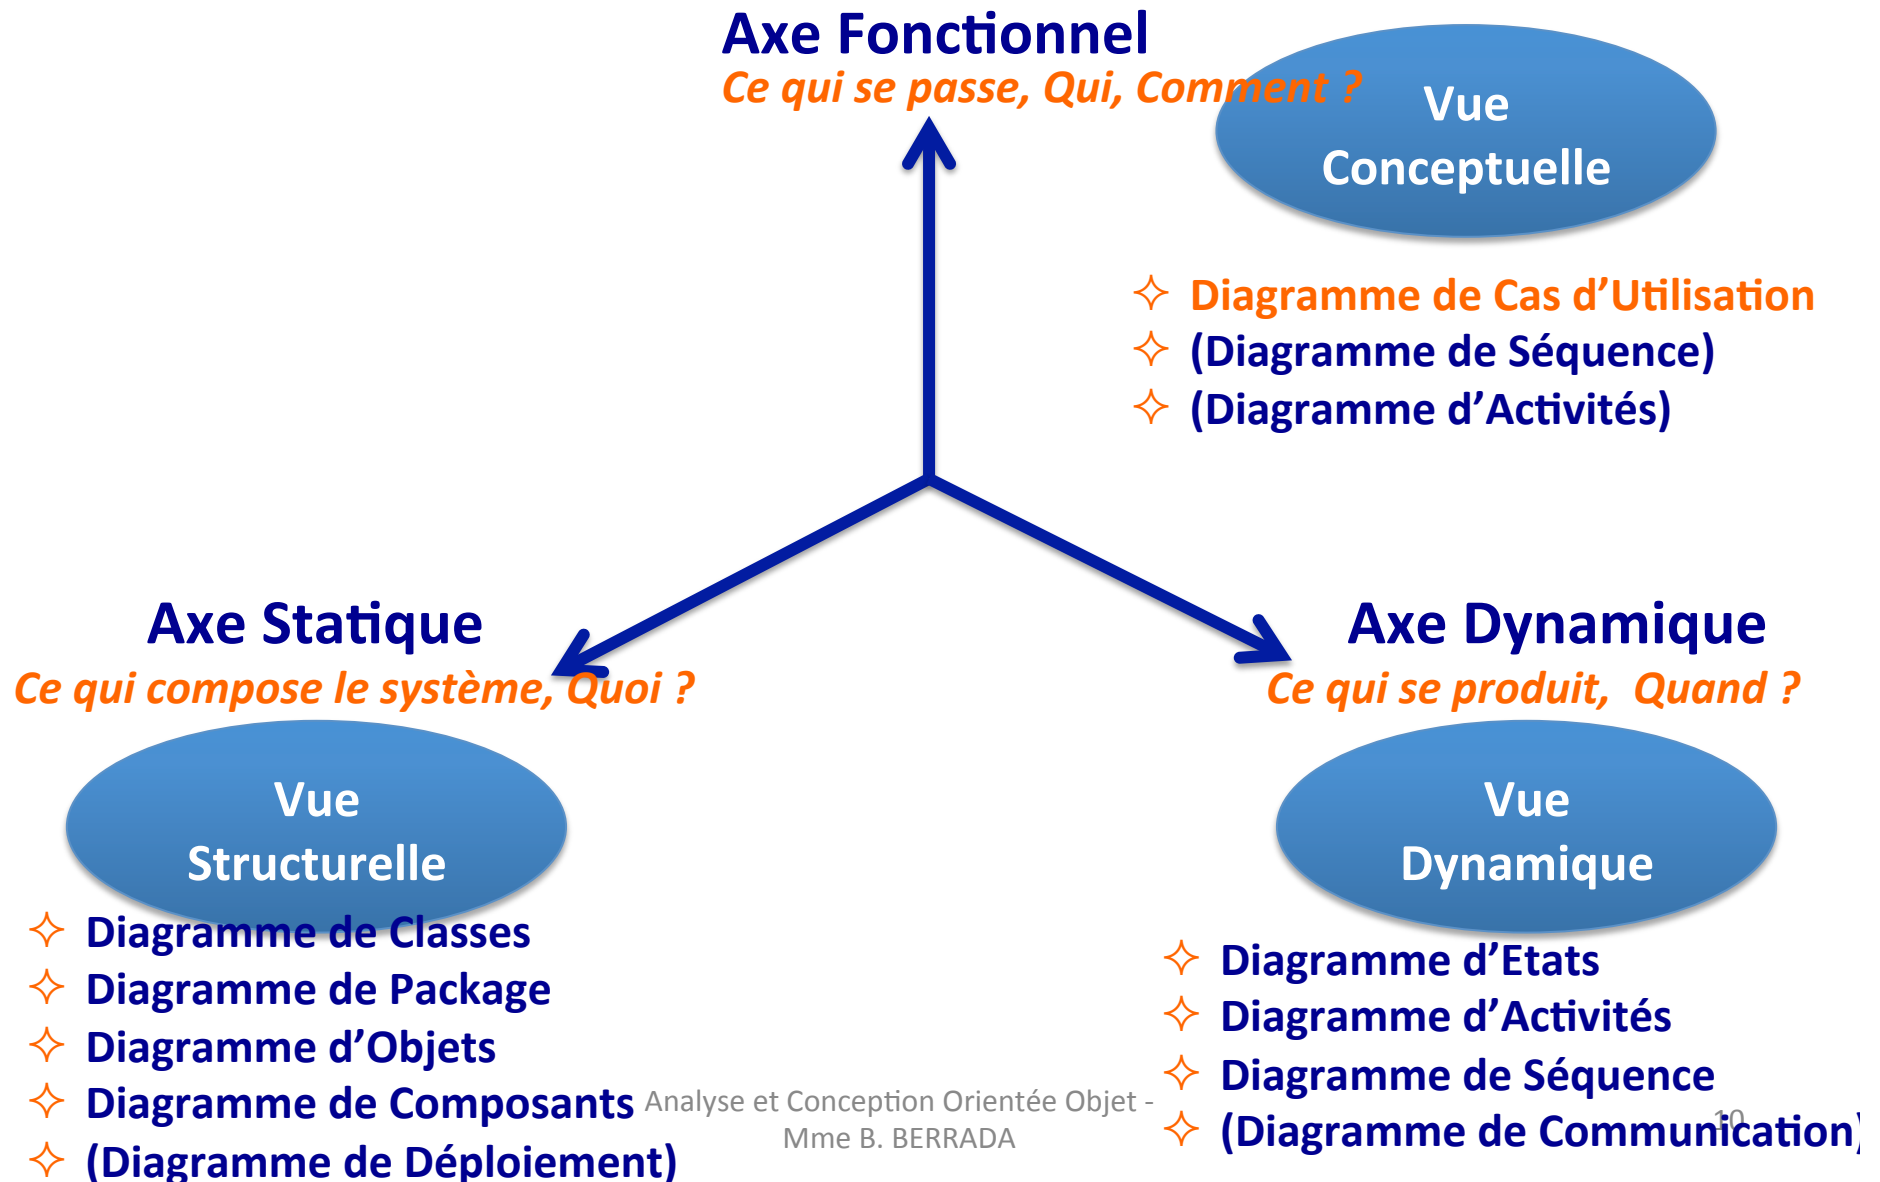 Axe Fonctionnel
Ce qui se passe, Qui, Comment ?
Vue
Conceptuelle
Diagramme de Cas d’Utilisation
(Diagramme de Séquence)
(Diagramme d’Activités)
Axe Statique
Ce qui compose le système, Quoi ?
Vue
Structurelle
Diagramme de Classes
Diagramme de Package
Diagramme d’Objets
Diagramme de Composants
(Diagramme de Déploiement)
Axe Dynamique
Ce qui se produit,  Quand ?
Vue
Dynamique
Diagramme d’Etats
Diagramme d’Activités
Diagramme de Séquence
(Diagramme de Communication)
Analyse et Conception Orientée Objet -
Mme B. BERRADA
10